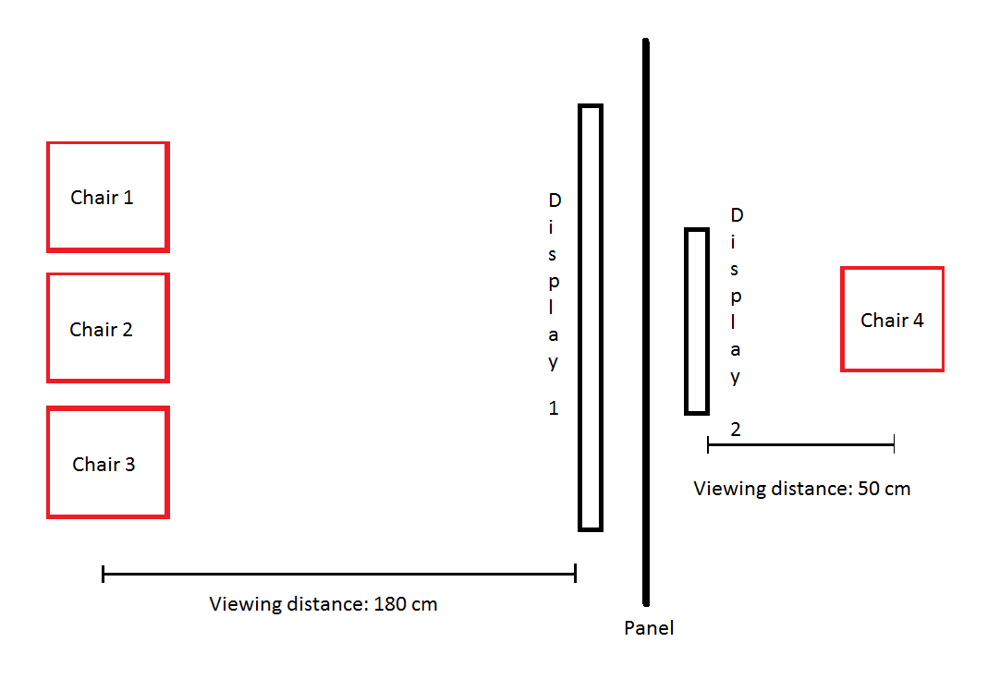 Chair 1
Chair 2
Chair 3
Display 1
Display 2
Chair 4
Viewing distance: 50 cm
Viewing distance: 180 cm
Panel